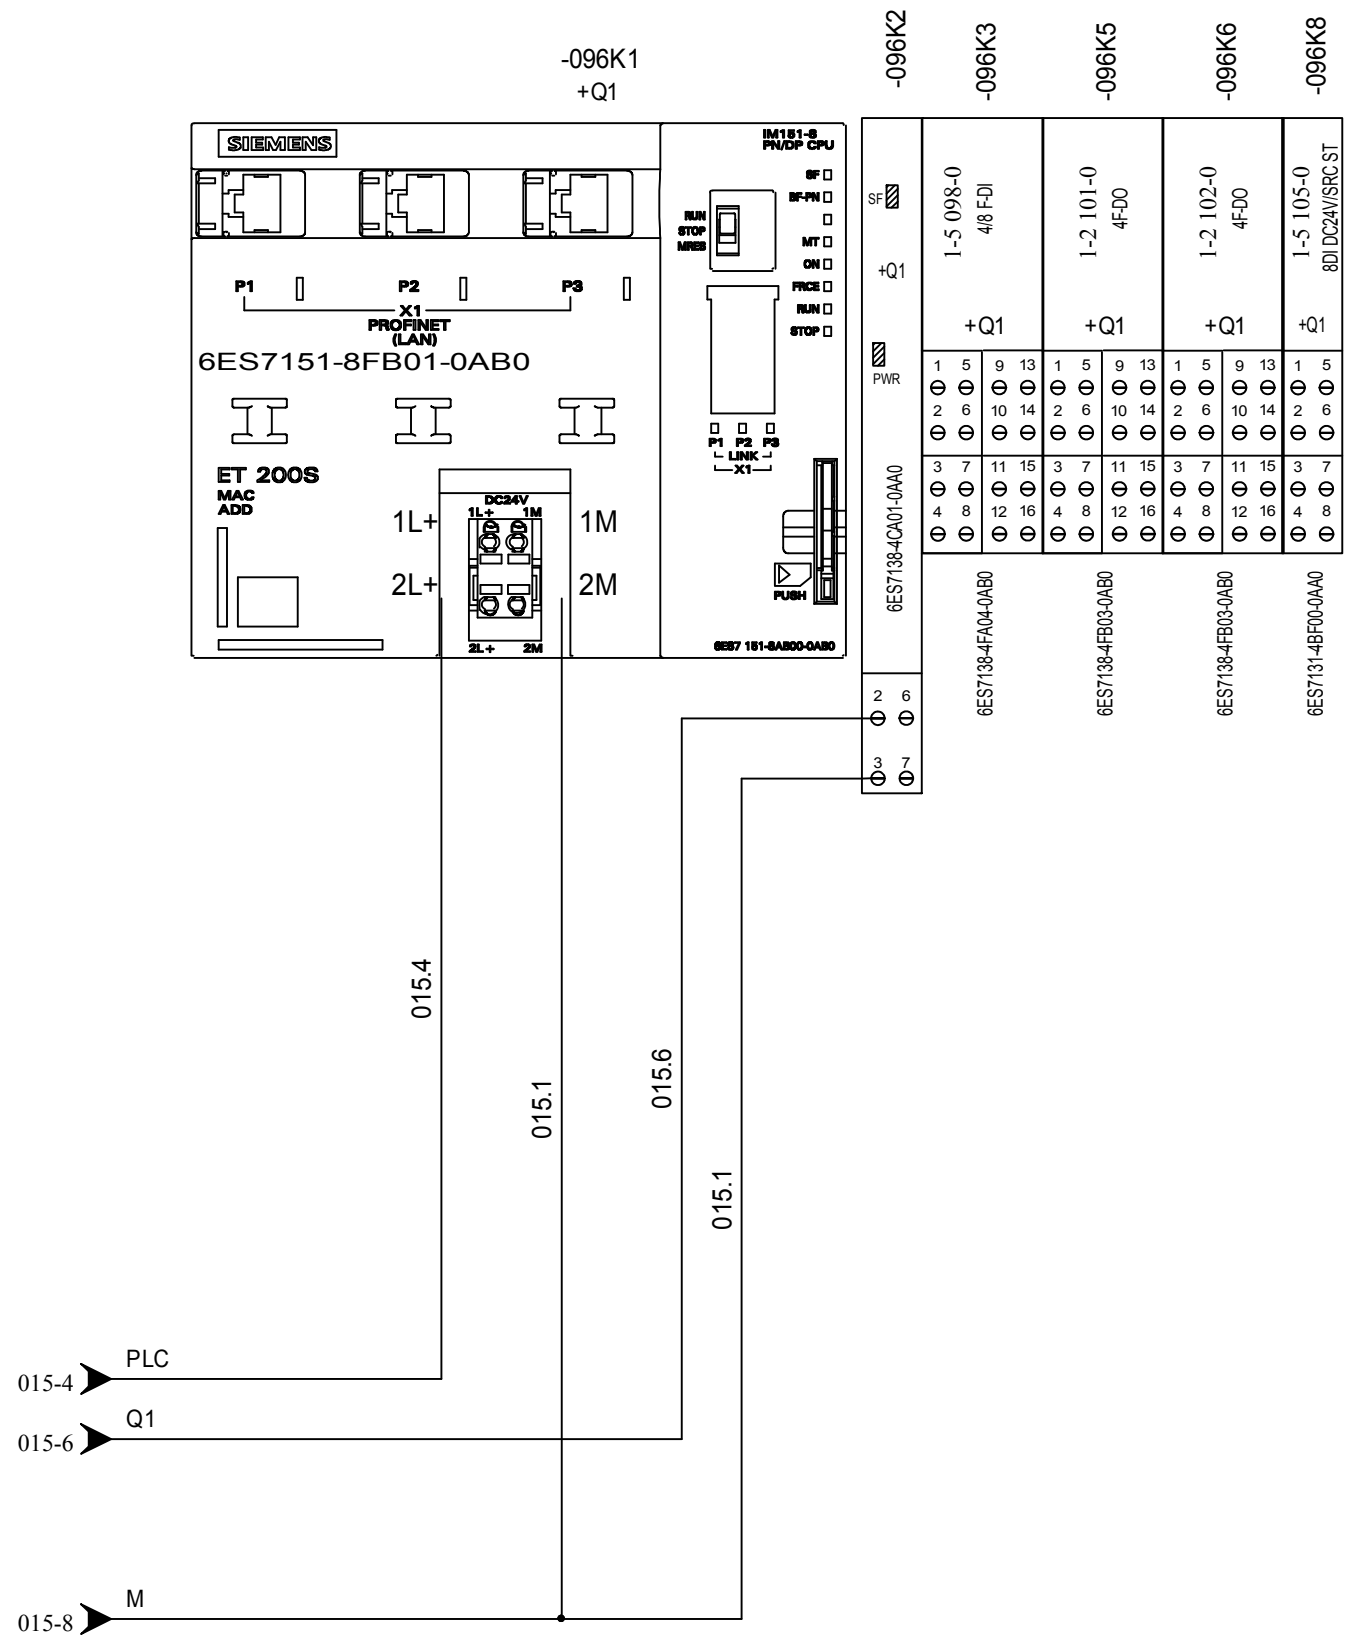 -096K1
+Q1
-096K2
-096K3
-096K5
-096K6
-096K8
SIEMENS
IM151-8
PN/DP CPU
SF
BF-PN
MT
ON
FRCE
RUN
STOP
RUN
STOP
MRES
P1 P2 P3
X1
PROFINET
(LAN)
6ES7151-8FB01-0AB0
P1 P2 P3
LINK
X1
ET 200S
MAC
ADD
DC24V
1L+ 1M
1L+ 1M
2L+ 2M
2L+ 2M
PUSH
6ES7 151-8AB00-0AB0
SF
+Q1
PWR
6ES7138-4CA01-0AA0
2 6
3 7
1-5 098-0
4/8 F-DI
+Q1
1 5 9 13
2 6 10 14
3 7 11 15
4 8 12 16
6ES7138-4FA04-0AB0
1-2 101-0
4F-DO
+Q1
1 5 9 13
2 6 10 14
3 7 11 15
4 8 12 16
6ES7138-4FB03-0AB0
1-2 102-0
4F-DO
+Q1
1 5 9 13
2 6 10 14
3 7 11 15
4 8 12 16
6ES7138-4FB03-0AB0
1-5 105-0
8DI DC24V/SRC ST
+Q1
1 5
2 6
3 7
4 8
6ES7131-4BF00-0AA0
015.4
015.1
015.6
015.1
PLC
015-4
Q1
015-6
M
015-8